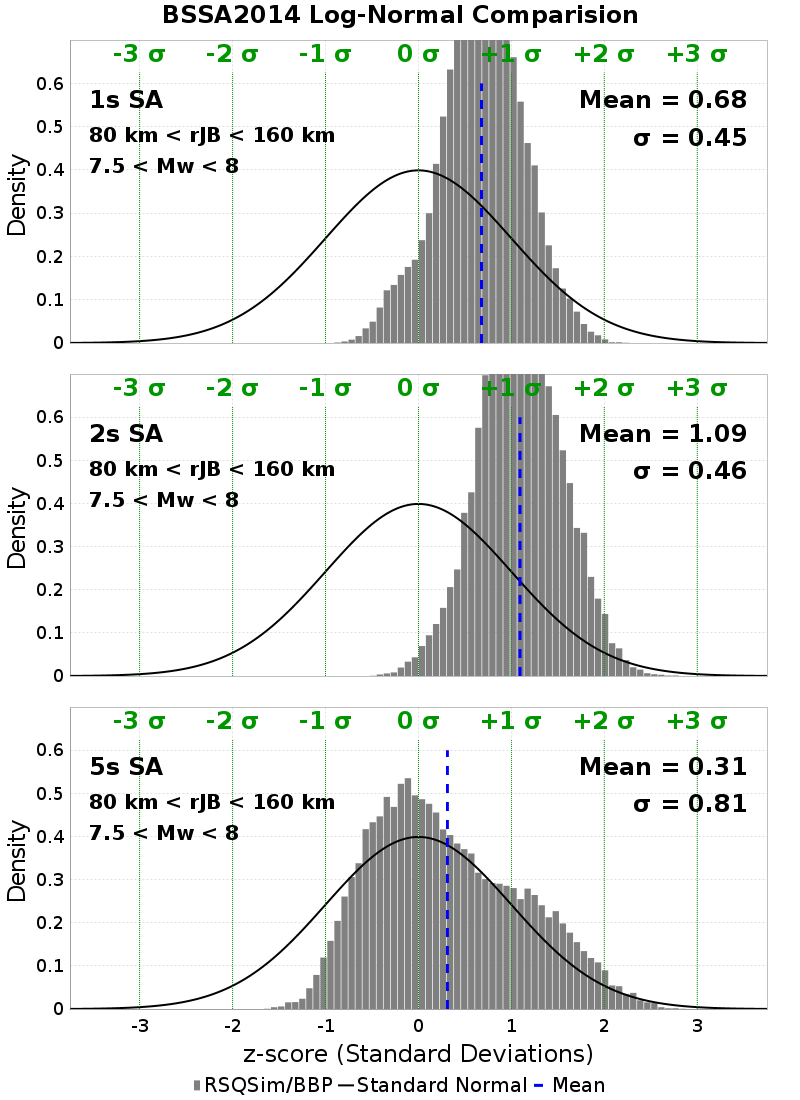 BSSA2014 Log-Normal Comparision
-3 σ -2 σ -1 σ 0 σ +1 σ +2 σ +3 σ
1s SA
Mean = 0.68
80 km < rJB < 160 km
σ = 0.45
7.5 < Mw < 8
Density
0.6
0.5
0.4
0.3
0.2
0.1
0
-3 σ -2 σ -1 σ 0 σ +1 σ +2 σ +3 σ
2s SA
Mean = 1.09
80 km < rJB < 160 km
σ = 0.46
7.5 < Mw < 8
Density
0.6
0.5
0.4
0.3
0.2
0.1
0
-3 σ -2 σ -1 σ 0 σ +1 σ +2 σ +3 σ
5s SA
Mean = 0.31
80 km < rJB < 160 km
σ = 0.81
7.5 < Mw < 8
Density
0.6
0.5
0.4
0.3
0.2
0.1
0
-3 -2 -1 0 1 2 3
z-score (Standard Deviations)
RSQSim/BBP Standard Normal Mean